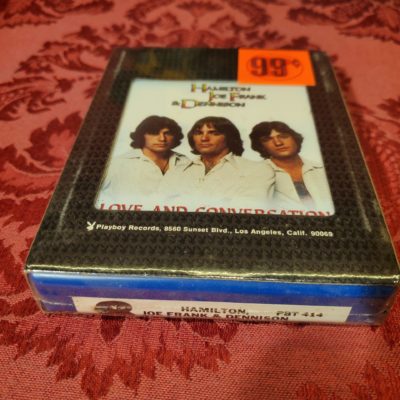 99¢
HAMILTON
JOE FRANK
& DENNISON
LOVE AND CONVERSATION
Playboy Records, 8560 Sunset Blvd., Los Angeles, Calif. 90069
HAMILTON, PBT 414
JOE FRANK & DENNISON